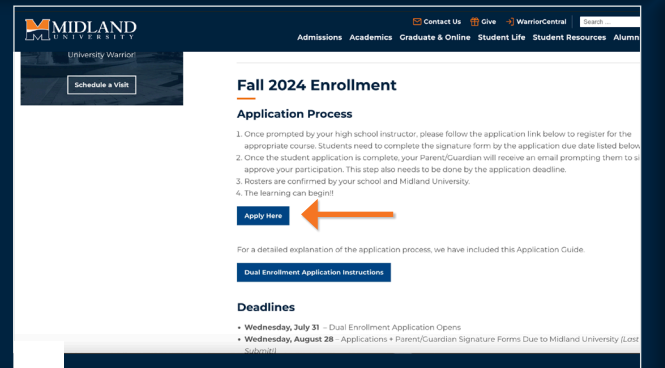 MIDLAND
UNIVERSITY
Contact Us Give WarriorCentral Search ...
Admissions Academics Graduate & Online Student Life Student Resources Alumn
University Warrior!
Schedule a Visit
Fall 2024 Enrollment
Application Process
1. Once prompted by your high school instructor, please follow the application link below to register for the
appropriate course. Students need to complete the signature form by the application due date listed below
2. Once the student application is complete, your Parent/Guardian will receive an email prompting them to si
approve your participation. This step also needs to be done by the application deadline.
3. Rosters are confirmed by your school and Midland University.
4. The learning can begin!!
Apply Here
For a detailed explanation of the application process, we have included this Application Guide.
Dual Enrollment Application Instructions
Deadlines
• Wednesday, July 31 – Dual Enrollment Application Opens
• Wednesday, August 28 – Applications + Parent/Guardian Signature Forms Due to Midland University (Last
Submit!)